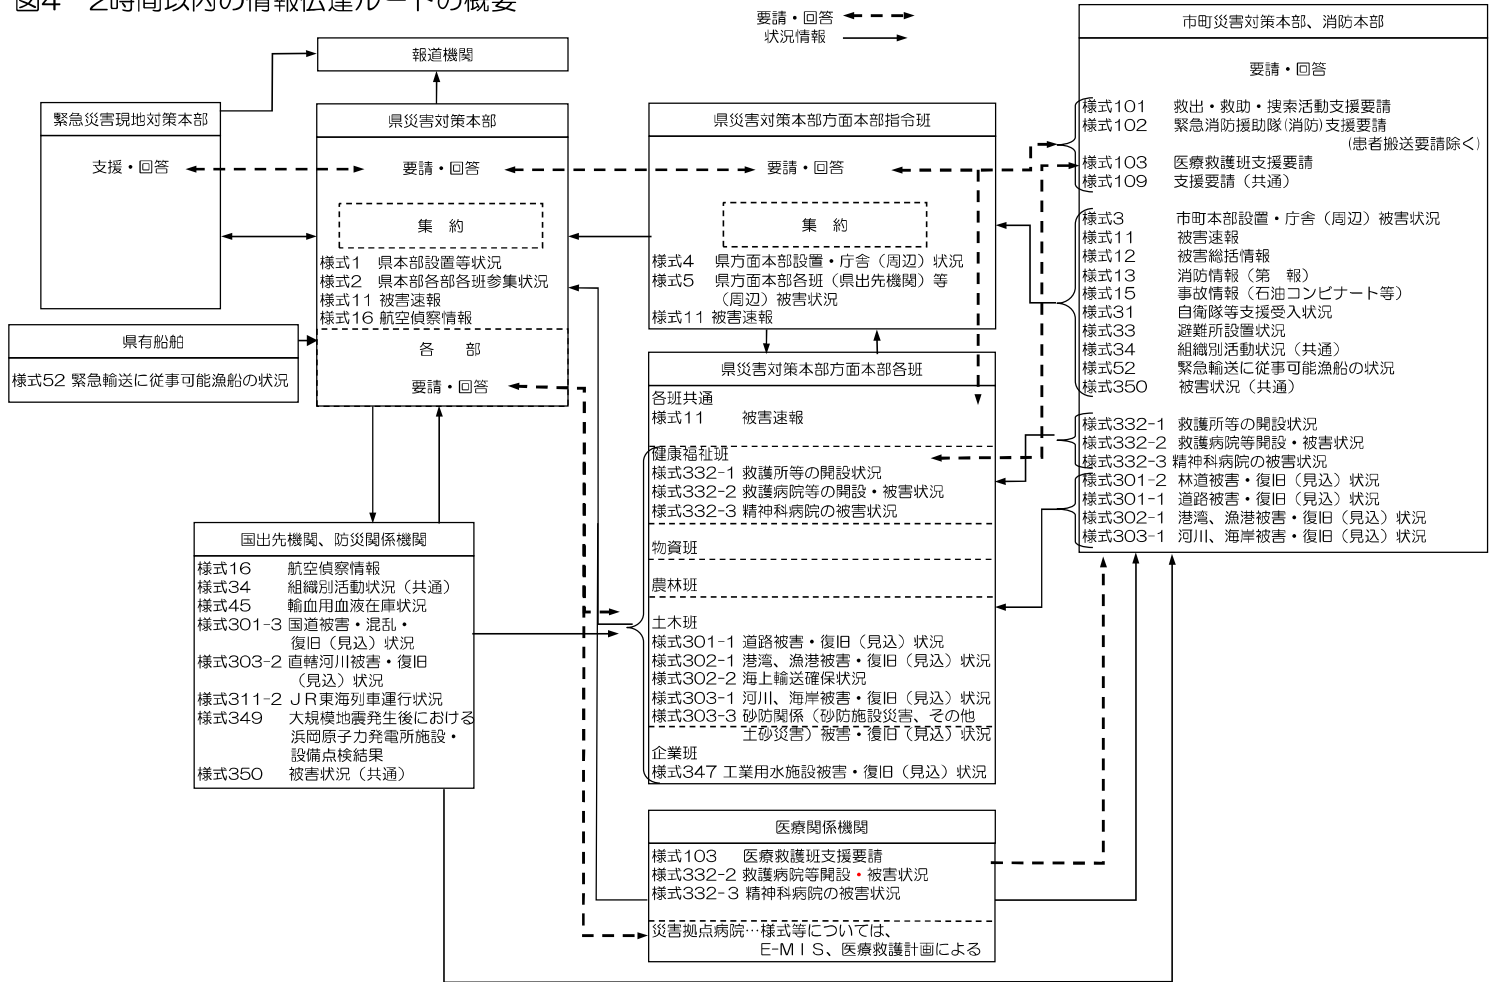 図4　2時間以内の情報伝達ルートの概要
要請・回答
状況情報
報道機関
緊急災害現地対策本部
支援・回答
県災害対策本部
要請・回答
集　約
様式1　県本部設置等状況
様式2　県本部各部各班参集状況
様式11 被害速報
様式16 航空偵察情報
各　　部
要請・回答
県有船舶
様式52 緊急輸送に従事可能漁船の状況
県災害対策本部方面本部指令班
要請・回答
集　約
様式4　県方面本部設置・庁舎（周辺）状況
様式5　県方面本部各班（県出先機関）等
（周辺）被害状況
様式11 被害速報
県災害対策本部方面本部各班
各班共通
様式11　被害速報
健康福祉班
様式332-1 救護所等の開設状況
様式332-2 救護病院等の開設・被害状況
様式332-3 精神科病院の被害状況
物資班
農林班
土木班
様式301-1 道路被害・復旧（見込）状況
様式302-1 港湾、漁港被害・復旧（見込）状況
様式302-2 海上輸送確保状況
様式303-1 河川、海岸被害・復旧（見込）状況
様式303-3 砂防関係（砂防施設災害、その他
土砂災害）被害・復旧（見込）状況
企業班
様式347 工業用水施設被害・復旧（見込）状況
国出先機関、防災関係機関
様式16　航空偵察情報
様式34　組織別活動状況（共通）
様式45　輸血用血液在庫状況
様式301-3 国道被害・混乱・
復旧（見込）状況
様式303-2 直轄河川被害・復旧
（見込）状況
様式311-2 ＪＲ東海列車運行状況
様式349　大規模地震発生後における
浜岡原子力発電所施設・
設備点検結果
様式350　被害状況（共通）
医療関係機関
様式103　医療救護班支援要請
様式332-2 救護病院等開設・被害状況
様式332-3 精神科病院の被害状況
災害拠点病院…様式等については、
E-MIS、医療救護計画による
市町災害対策本部、消防本部
要請・回答
様式101　救出・救助・捜索活動支援要請
様式102　緊急消防援助隊(消防)支援要請
(患者搬送要請除く)
様式103　医療救護班支援要請
様式109　支援要請（共通）
様式3　市町本部設置・庁舎（周辺）被害状況
様式11　被害速報
様式12　被害総括情報
様式13　消防情報（第　報）
様式15　事故情報（石油コンビナート等）
様式31　自衛隊等支援受入状況
様式33　避難所設置状況
様式34　組織別活動状況（共通）
様式52　緊急輸送に従事可能漁船の状況
様式350　被害状況（共通）
様式332-1 救護所等の開設状況
様式332-2 救護病院等開設・被害状況
様式332-3 精神科病院の被害状況
様式301-2 林道被害・復旧（見込）状況
様式301-1 道路被害・復旧（見込）状況
様式302-1 港湾、漁港被害・復旧（見込）状況
様式303-1 河川、海岸被害・復旧（見込）状況